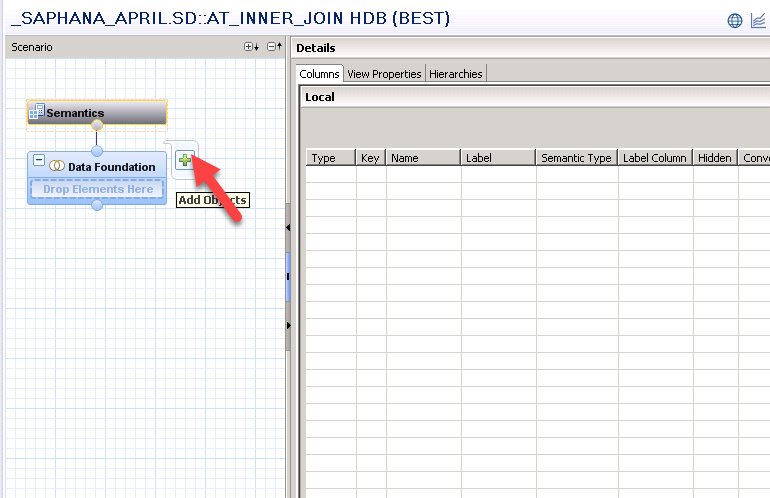 _SAPHANA_APRIL.SD::AT_INNER_JOIN HDB (BEST)
Scenario
Details
Columns View Properties Hierarchies
Local
Semantics
Data Foundation
Drop Elements Here
Add Objects
Type Key Name Label Semantic Type Label Column Hidden Conv